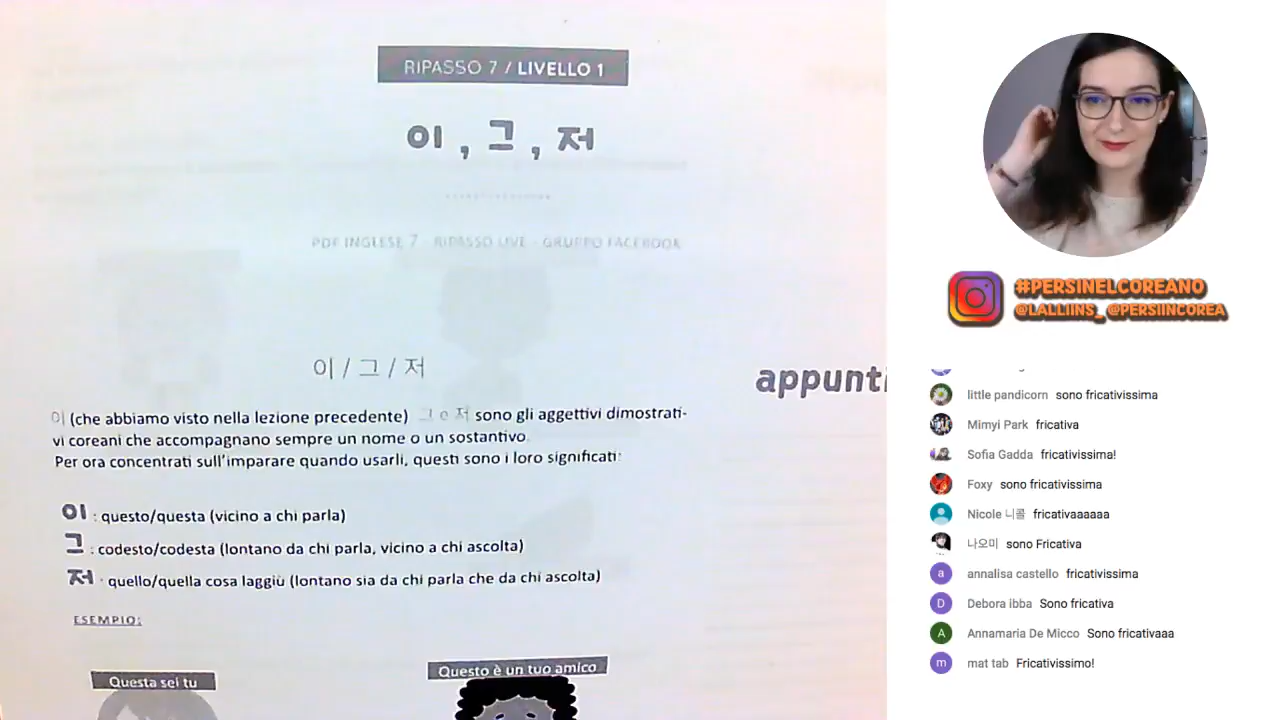 RIPASSO 7 / LIVELLO 1
이 , 그 , 저
PDF INGLESE 7 - RIPASSO LIVE - GRUPPO FACEBOOK
이 / 그 / 저
이 (che abbiamo visto nella lezione precedente) 그 e 저 sono gli aggettivi dimostrati-
vi coreani che accompagnano sempre un nome o un sostantivo.
Per ora concentrati sull'imparare quando usarli, questi sono i loro significati:
이 : questo/questa (vicino a chi parla)
그 : codesto/codesta (lontano da chi parla, vicino a chi ascolta)
저 : quello/quella cosa laggiù (lontano sia da chi parla che da chi ascolta)
ESEMPIO:
Questa sei tu
Questo è un tuo amico
appunti
#PERSINELCOREANO
@LALLIINS_ @PERSIINCOREA
little pandicorn sono fricativissima
Mimyi Park fricativa
Sofia Gadda fricativissima!
Foxy sono fricativissima
Nicole 니콜 fricativaaaaaa
나오미 sono Fricativa
a annalisa castello fricativissima
D Debora ibba Sono fricativa
A Annamaria De Micco Sono fricativaaa
m mat tab Fricativissimo!